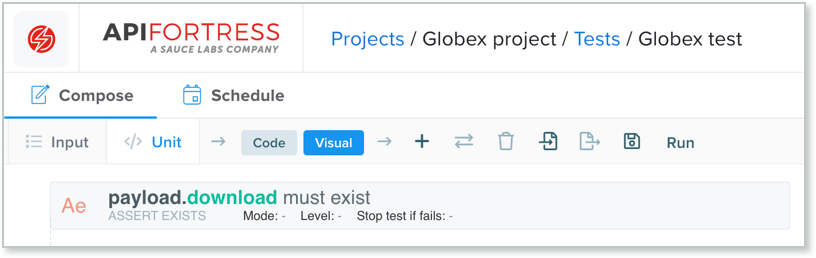 APIFORTRESS
A SAUCE LABS COMPANY
Projects / Globex project / Tests / Globex test
Compose Schedule
Input </> Unit Code Visual Run
Ae payload.download must exist
ASSERT EXISTS Mode: - Level: - Stop test if fails: -